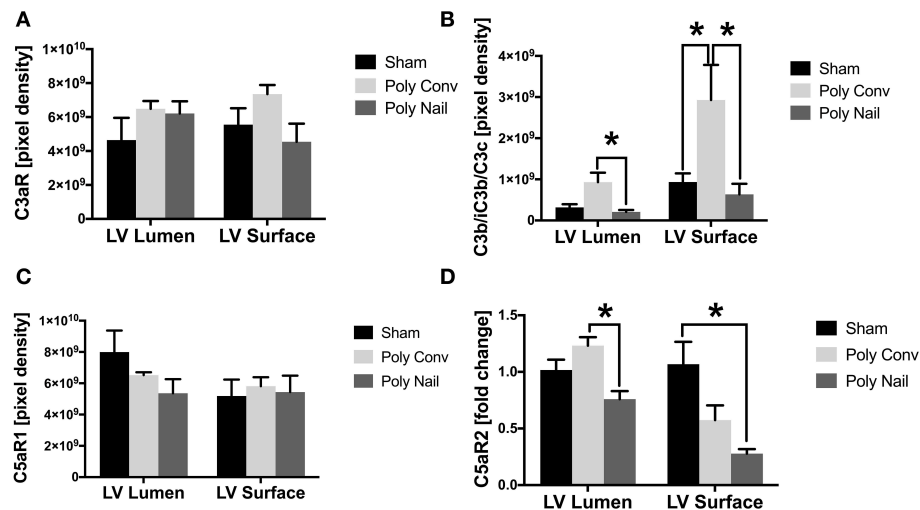 A
C3aR [pixel density]
1×10¹⁰
8×10⁹
6×10⁹
4×10⁹
2×10⁹
0
LV Lumen
LV Surface
Sham
Poly Conv
Poly Nail
B
C3b/iC3b/C3c [pixel density]
4×10⁹
3×10⁹
2×10⁹
1×10⁹
0
*
*
*
LV Lumen
LV Surface
Sham
Poly Conv
Poly Nail
C
C5aR1 [pixel density]
1×10¹⁰
8×10⁹
6×10⁹
4×10⁹
2×10⁹
0
LV Lumen
LV Surface
Sham
Poly Conv
Poly Nail
D
C5aR2 [fold change]
1.5
1.0
0.5
0.0
*
*
LV Lumen
LV Surface
Sham
Poly Conv
Poly Nail